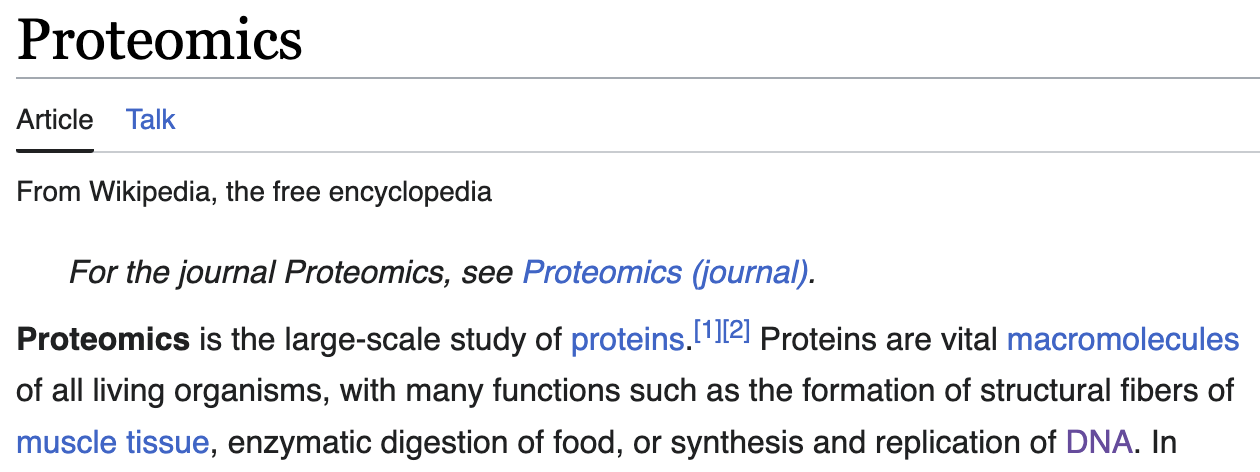 Proteomics
Article Talk
From Wikipedia, the free encyclopedia
For the journal Proteomics, see Proteomics (journal).
Proteomics is the large-scale study of proteins.[1][2] Proteins are vital macromolecules
of all living organisms, with many functions such as the formation of structural fibers of
muscle tissue, enzymatic digestion of food, or synthesis and replication of DNA. In